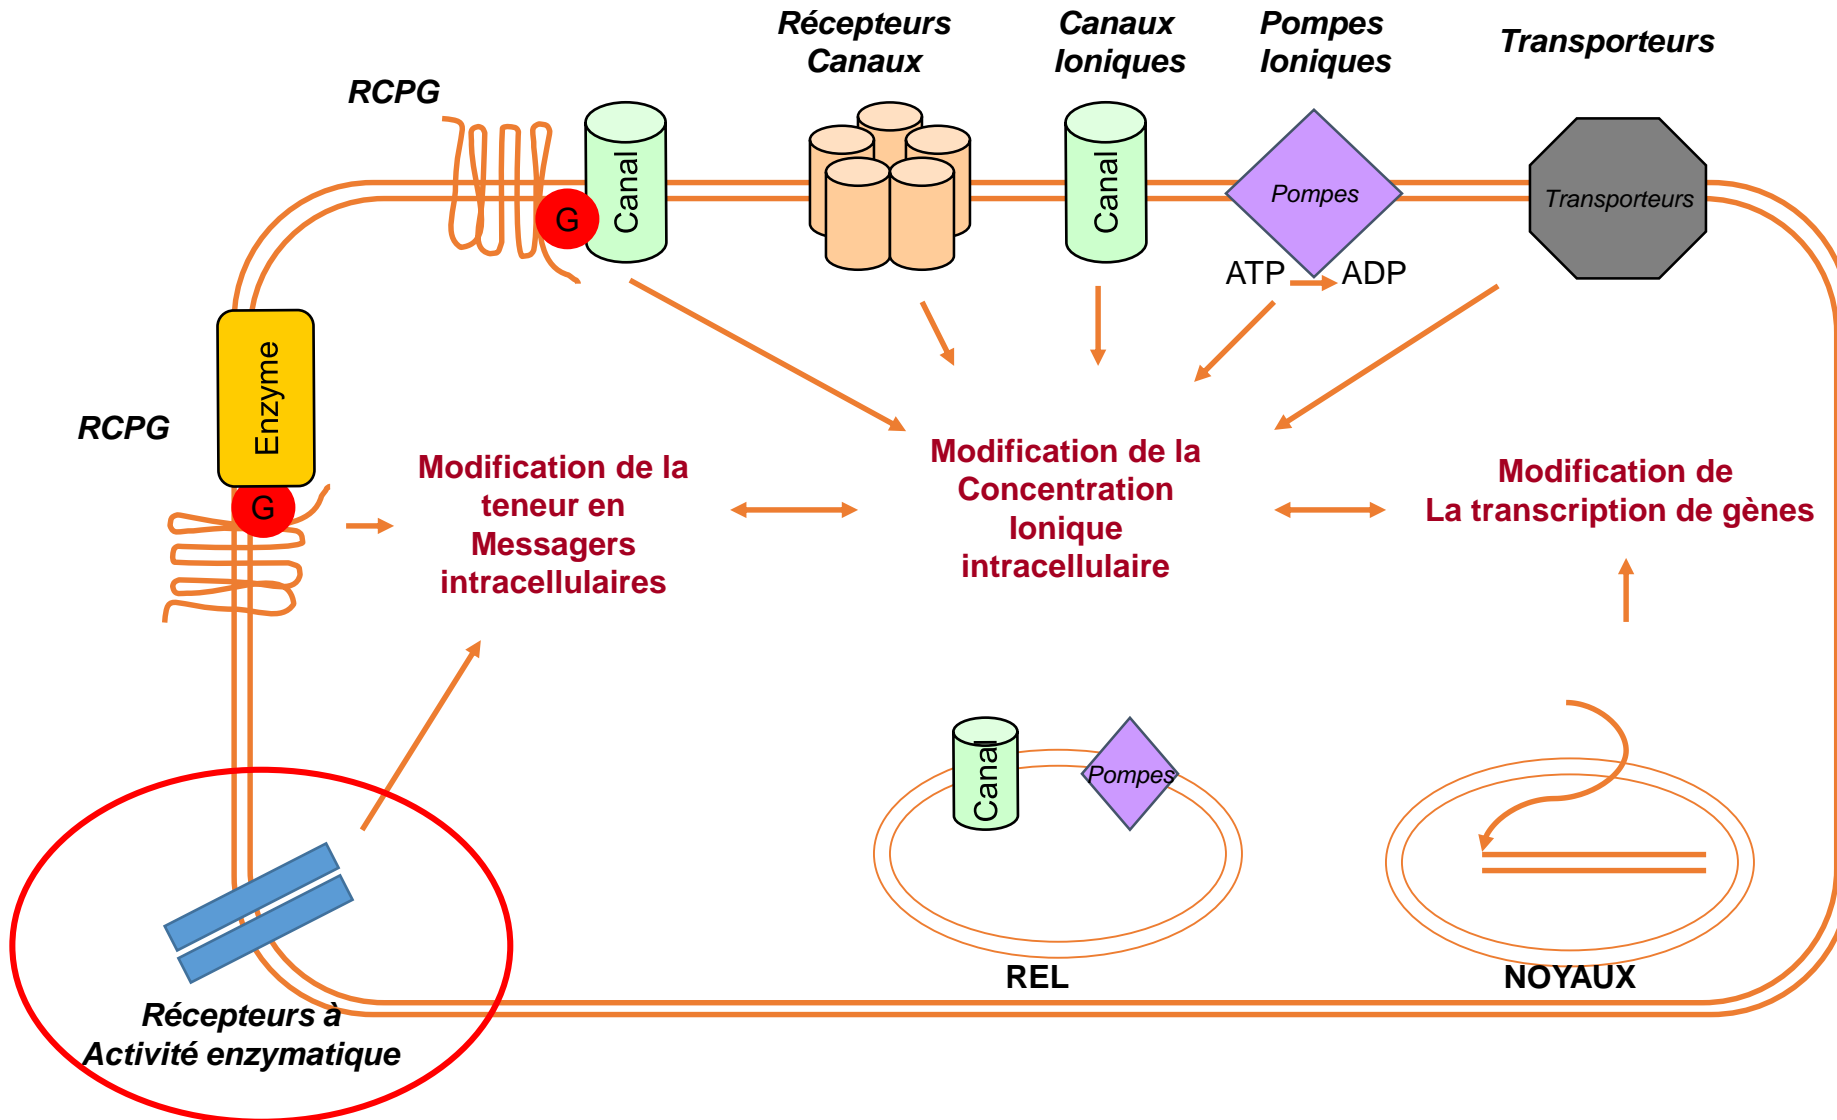 Récepteurs
Canaux
Canaux
Ioniques
Pompes
Ioniques
Transporteurs
RCPG
G
Canal
Canal
Pompes
Transporteurs
ATP
ADP
Enzyme
RCPG
G
Modification de la
teneur en
Messagers
intracellulaires
Modification de la
Concentration
Ionique
intracellulaire
Modification de
La transcription de gènes
Canal
Pompes
REL
NOYAUX
Récepteurs à
Activité enzymatique